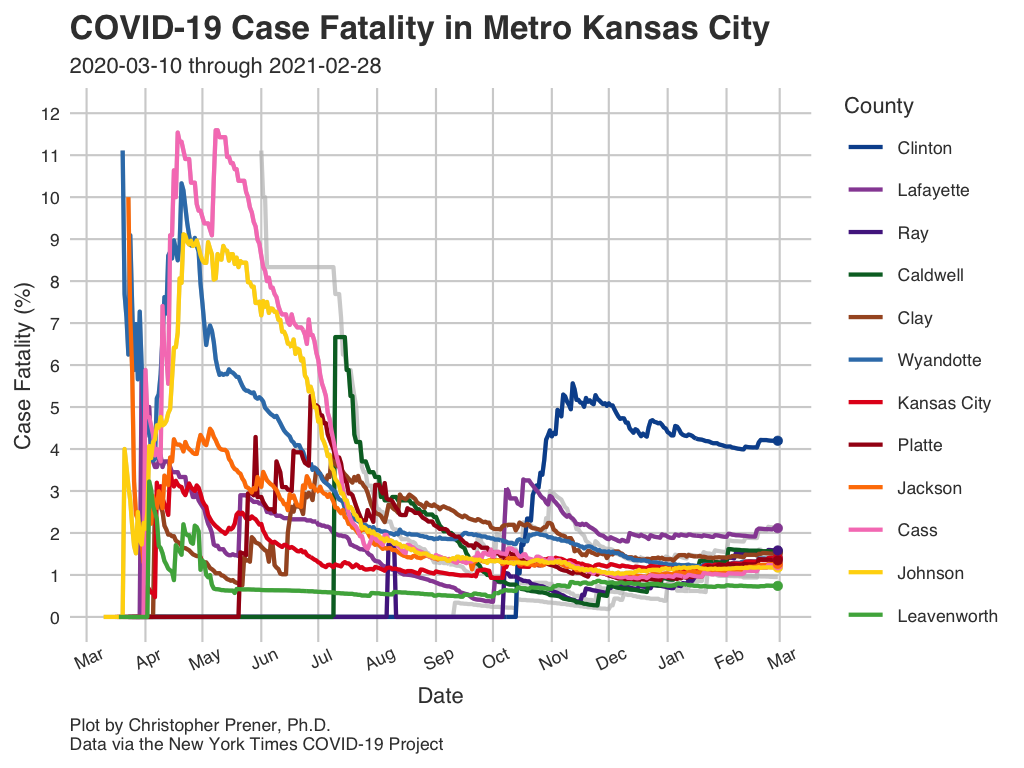 COVID-19 Case Fatality in Metro Kansas City
2020-03-10 through 2021-02-28
Case Fatality (%)
12
11
10
9
8
7
6
5
4
3
2
1
0
Mar Apr May Jun Jul Aug Sep Oct Nov Dec Jan Feb Mar
Date
County
Clinton
Lafayette
Ray
Caldwell
Clay
Wyandotte
Kansas City
Platte
Jackson
Cass
Johnson
Leavenworth
Plot by Christopher Prener, Ph.D.
Data via the New York Times COVID-19 Project